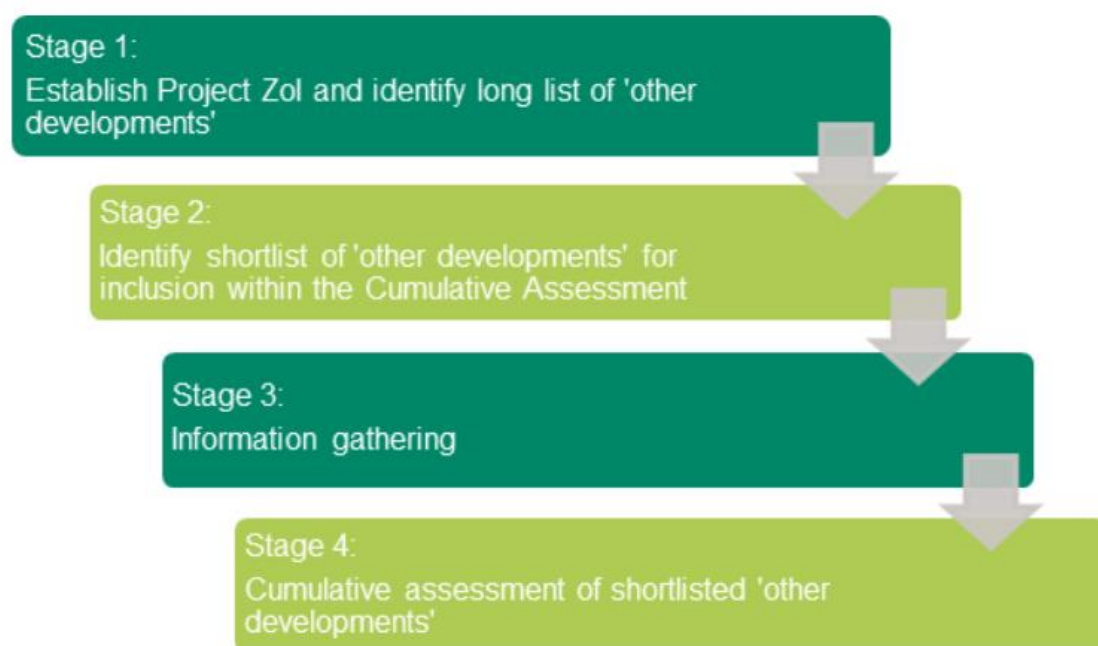 Stage 1:
Establish Project ZoI and identify long list of 'other
developments'
Stage 2:
Identify shortlist of 'other developments' for
inclusion within the Cumulative Assessment
Stage 3:
Information gathering
Stage 4:
Cumulative assessment of shortlisted 'other
developments'